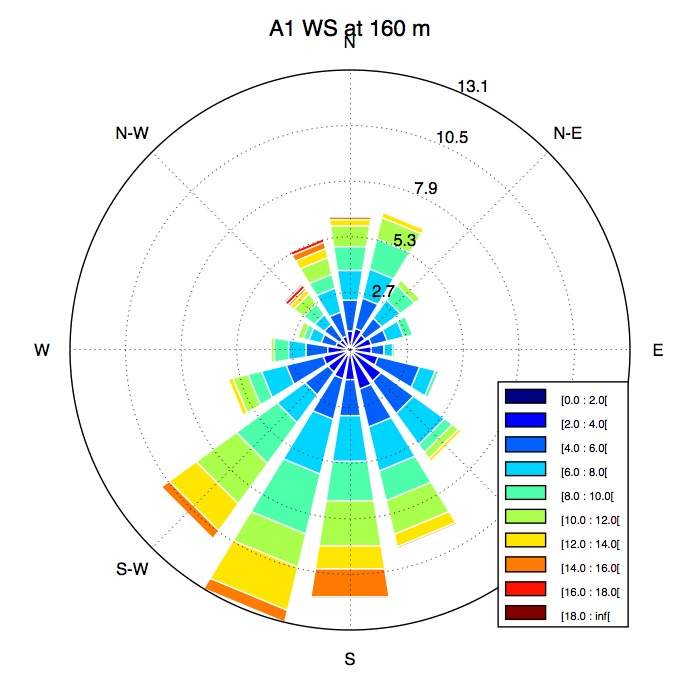 A1 WS at 160 m
N
13.1
N-W
10.5
N-E
7.9
5.3
2.7
W
E
[0.0 : 2.0[
[2.0 : 4.0[
[4.0 : 6.0[
[6.0 : 8.0[
[8.0 : 10.0[
[10.0 : 12.0[
[12.0 : 14.0[
[14.0 : 16.0[
[16.0 : 18.0[
[18.0 : inf[
S-W
S